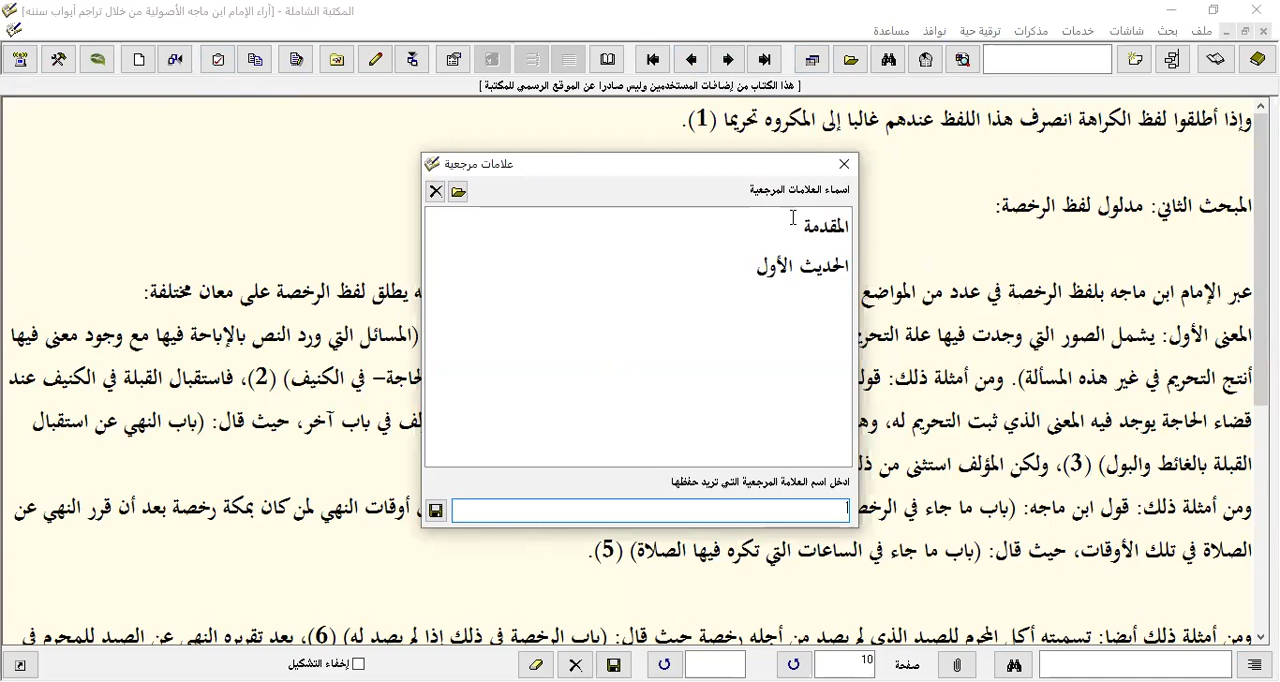 المكتبة الشاملة - [أراء الإمام ابن ماجه الأصولية من خلال تراجم أبواب سننه]
ملف بحث شاشات خدمات مذكرات ترقية حية نوافذ مساعدة
[ هذا الكتاب من إضافات المستخدمين وليس صادرا عن الموقع الرسمي للمكتبة ]
وإذا أطلقوا لفظ الكراهة انصرف هذا اللفظ عندهم غالبا إلى المكروه تحريما (1).
المبحث الثاني: مدلول لفظ الرخصة:
عبر الإمام ابن ماجه بلفظ الرخصة في عدد من المواضع
ه يطلق لفظ الرخصة على معان مختلفة:
المعنى الأول: يشمل الصور التي وجدت فيها علة التحري
(المسائل التي ورد النص بالإباحة فيها مع وجود معنى فيها
أنتج التحريم في غير هذه المسألة). ومن أمثلة ذلك: قول
لحاجة– في الكنيف) (2)، فاستقبال القبلة في الكنيف عند
قضاء الحاجة يوجد فيه المعنى الذي ثبت التحريم له، وه
لف في باب آخر، حيث قال: (باب النهي عن استقبال
القبلة بالغائط والبول) (3)، ولكن المؤلف استثنى من ذل
ومن أمثلة ذلك: قول ابن ماجه: (باب ما جاء في الرخص
أوقات النهي لمن كان بمكة رخصة بعد أن قرر النهي عن
الصلاة في تلك الأوقات، حيث قال: (باب ما جاء في الساعات التي تكره فيها الصلاة) (5).
ومن أمثلة ذلك أيضا: تسميته أكل المحرم للصيد الذي لم يصد من أجله رخصة حيث قال: (باب الرخصة في ذلك إذا لم يصد له) (6)، بعد تقريره النهي عن الصيد للمحرم في
علامات مرجعية
اسماء العلامات المرجعية
المقدمة
الحديث الأول
ادخل اسم العلامة المرجعية التي تريد حفظها
صفحة 10
إخفاء التشكيل